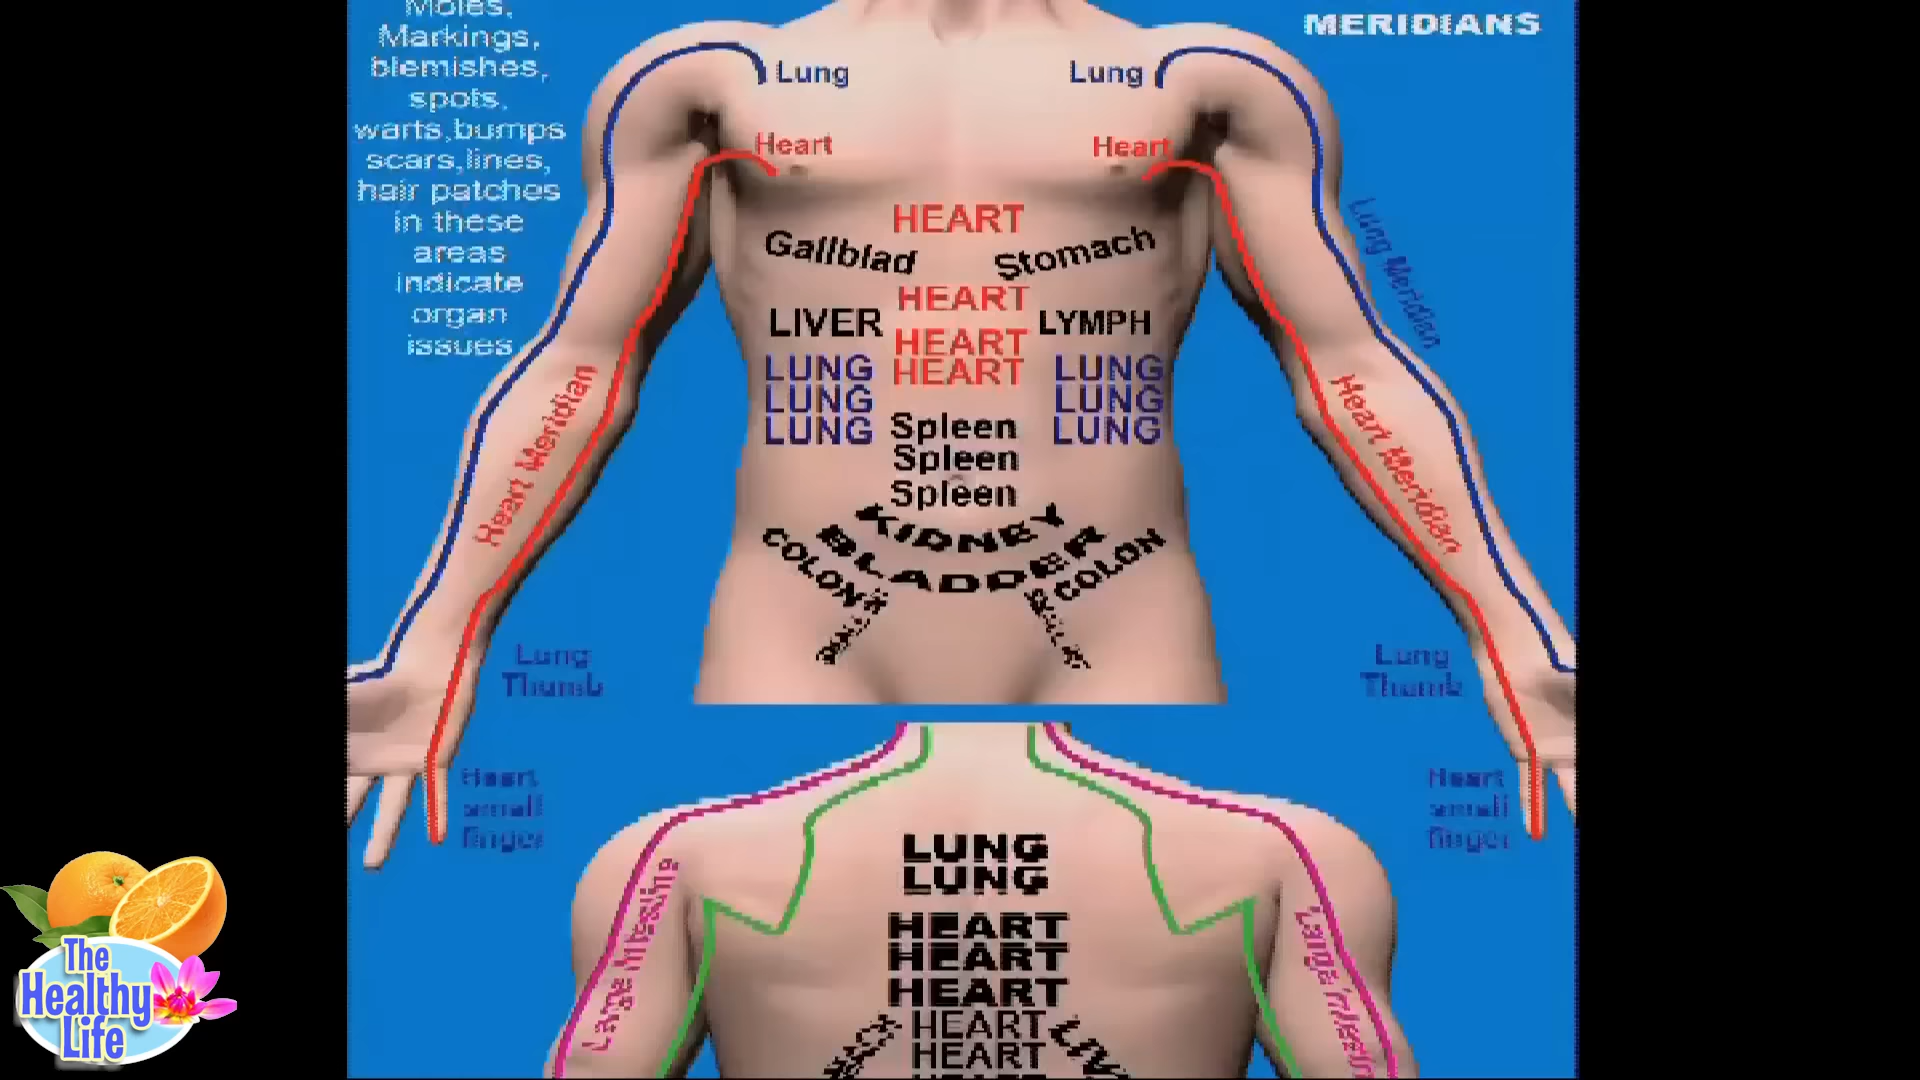 Moles,
Markings,
blemishes,
spots,
warts,bumps
scars,lines,
hair patches
in these
areas
indicate
organ
issues
MERIDIANS
Lung
Lung
Heart
Heart
HEART
Gallblad
Stomach
HEART
LIVER
LYMPH
HEART
LUNG
HEART
LUNG
LUNG
LUNG
LUNG
Spleen
LUNG
Spleen
Spleen
KIDNEY
BLADDER
COLON
COLON
Heart Meridian
Heart Meridian
Lung Meridian
Lung
Thumb
Lung
Thumb
Heart
small
finger
Heart
small
finger
LUNG
LUNG
HEART
HEART
HEART
HEART
HEART
Large Intestine
Large
LIV
The
Healthy
Life